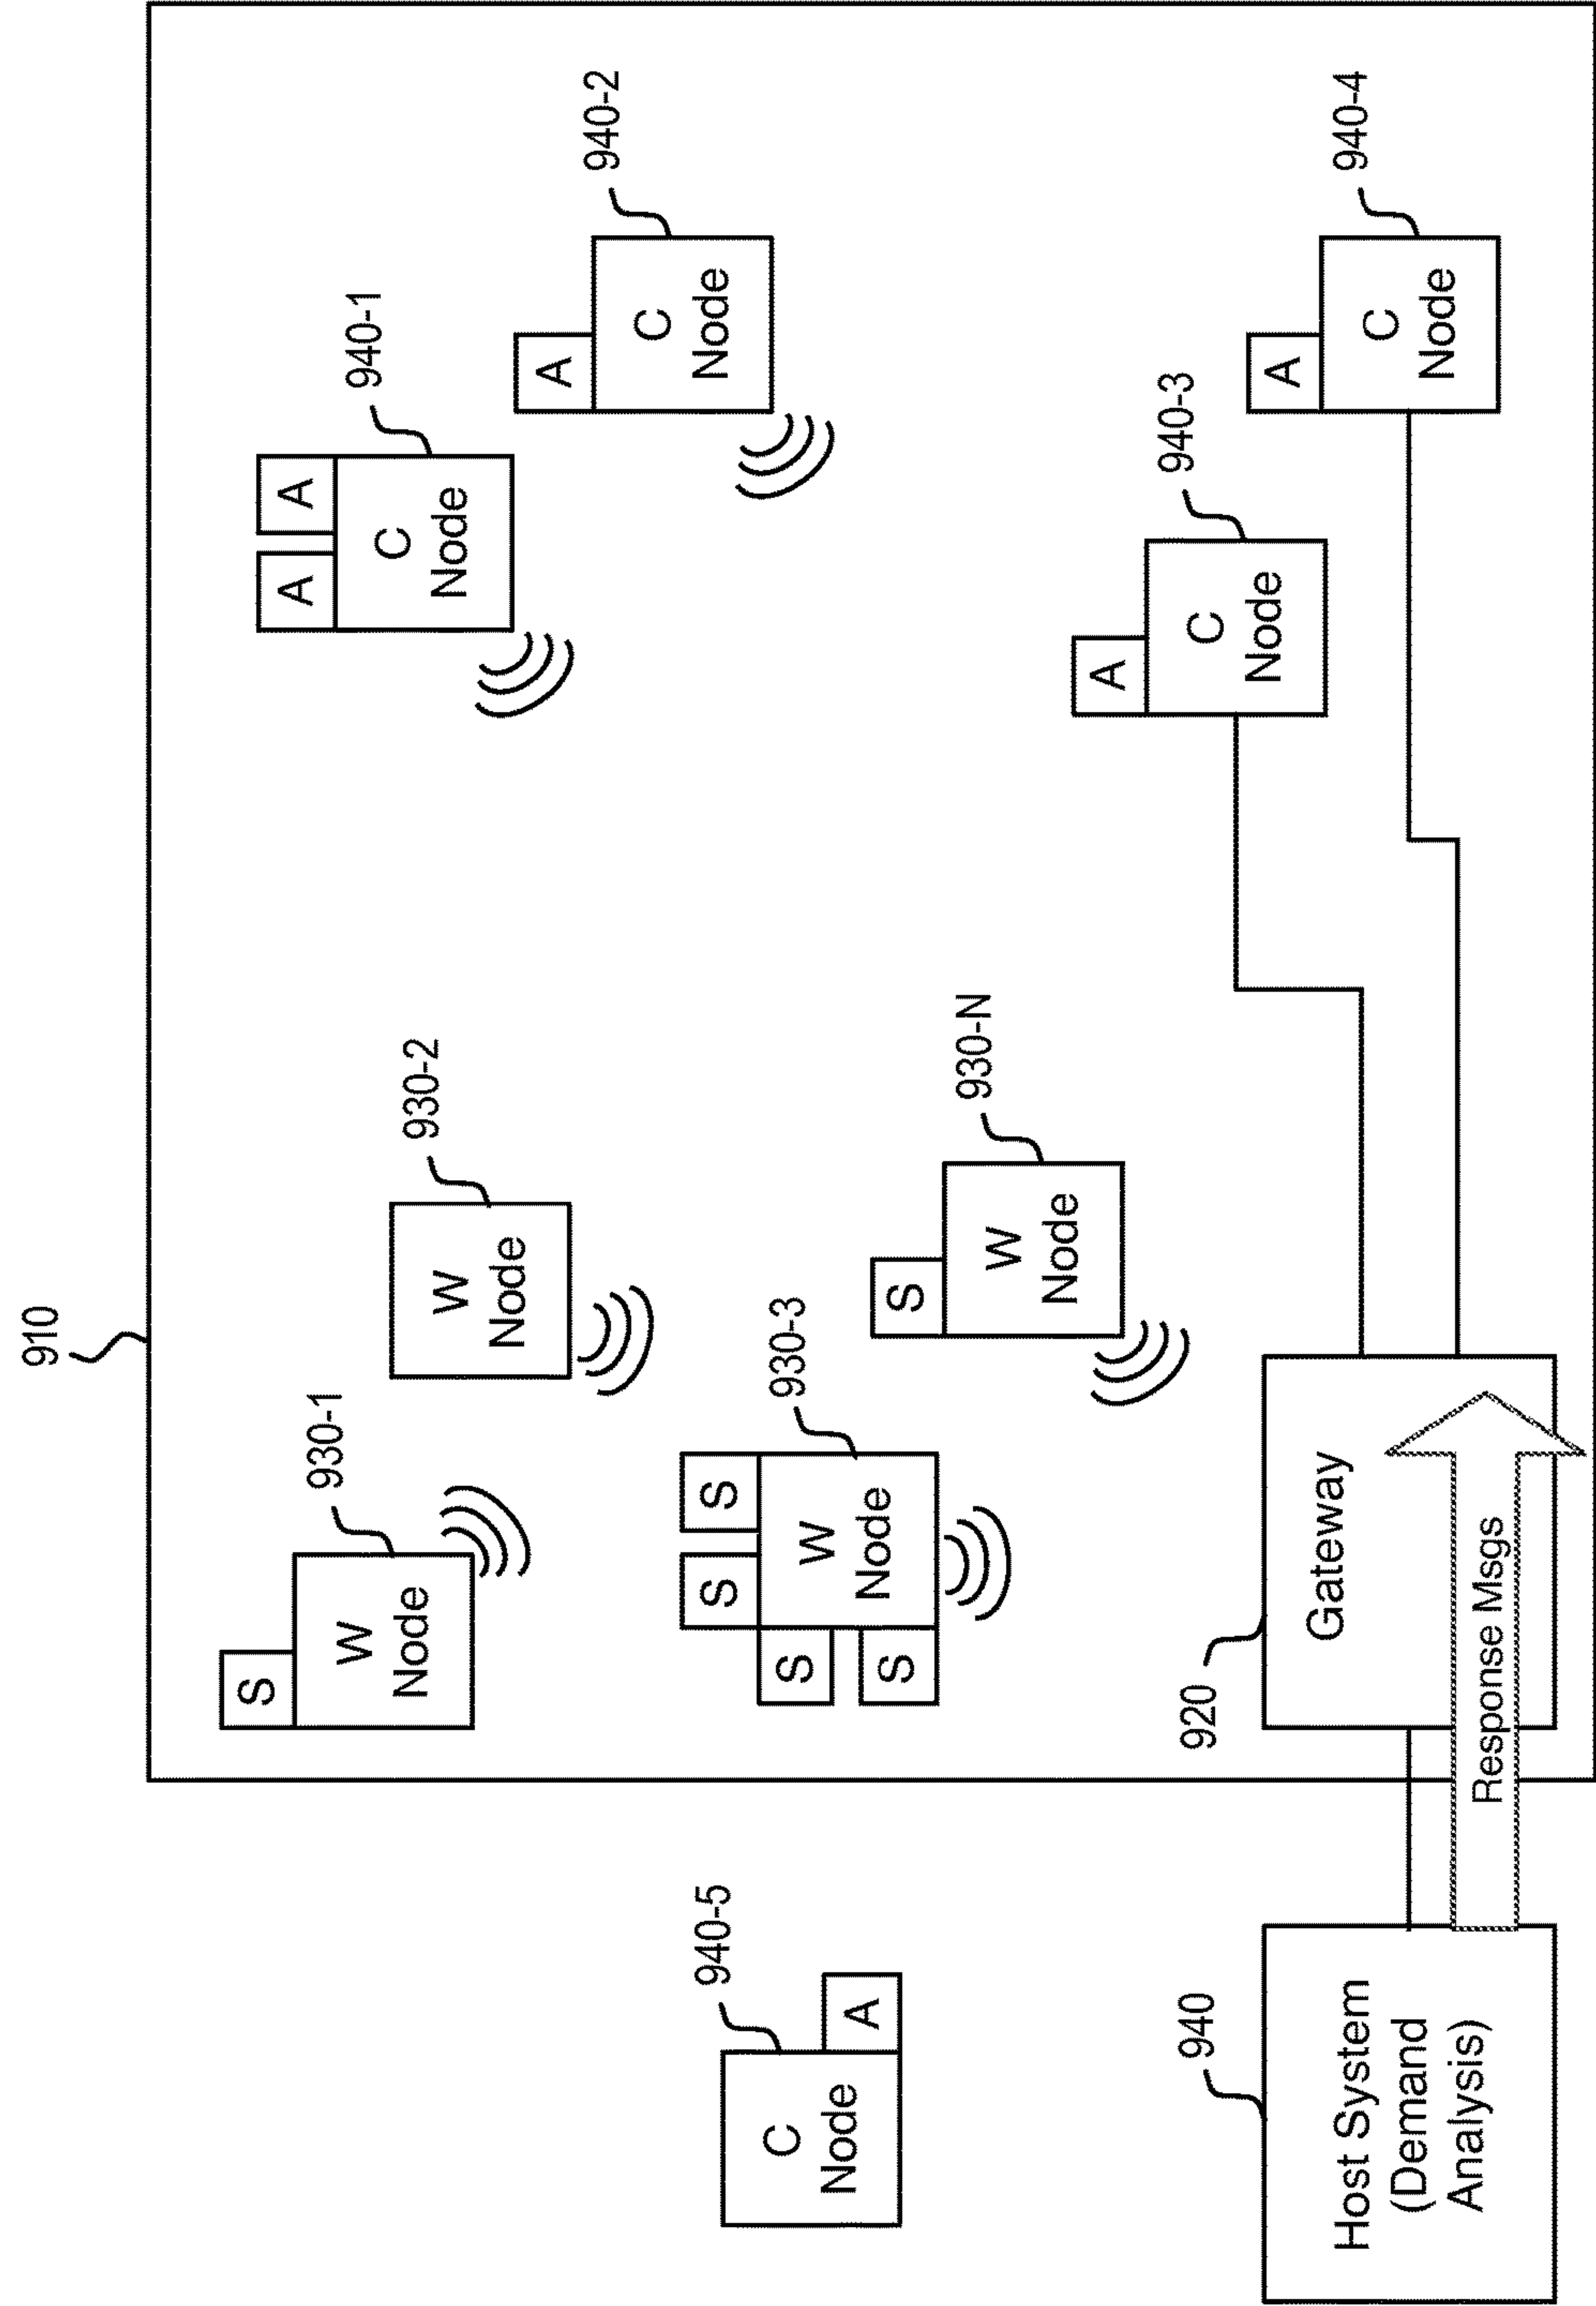 910
S
W
Node
930-1
W
Node
930-2
A
A
C
Node
940-1
A
C
Node
940-2
S
S
S
S
W
Node
930-3
S
W
Node
930-N
C
Node
A
940-5
A
C
Node
940-3
A
C
Node
940-4
Host System
(Demand
Analysis)
940
Gateway
920
Response Msgs